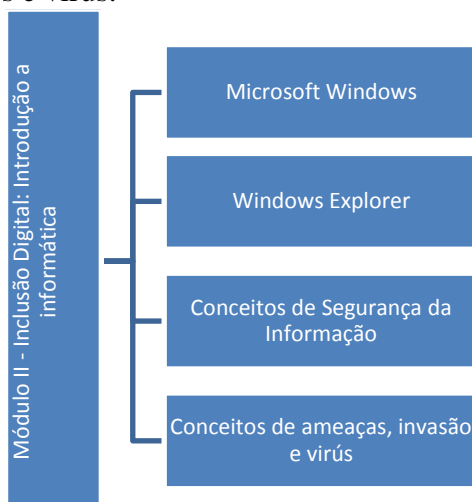 s e vírus.
Módulo II - Inclusão Digital: Introdução a
informática
Microsoft Windows
Windows Explorer
Conceitos de Segurança da
Informação
Conceitos de ameaças, invasão
e virús